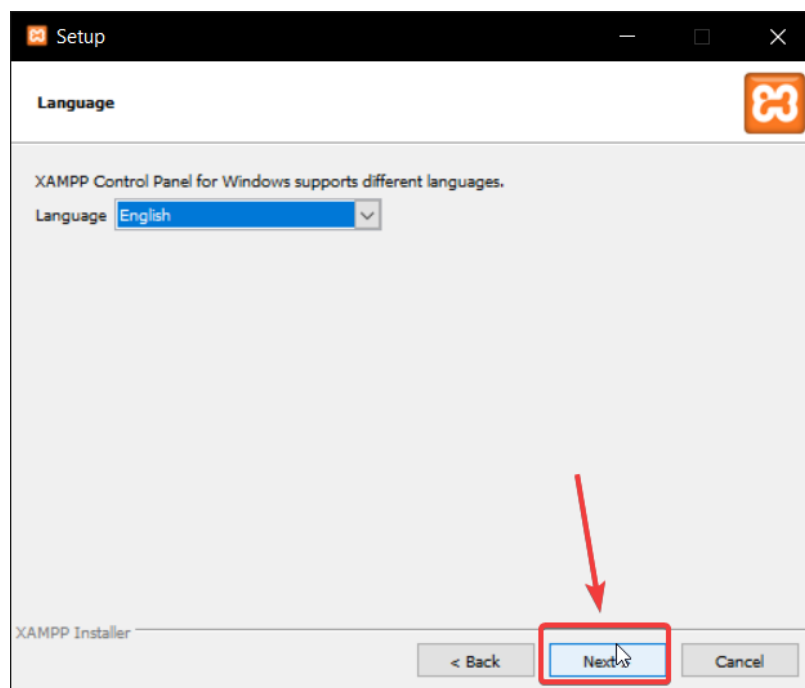 Setup
Language
XAMPP Control Panel for Windows supports different languages.
Language English
XAMPP Installer
< Back Next Cancel